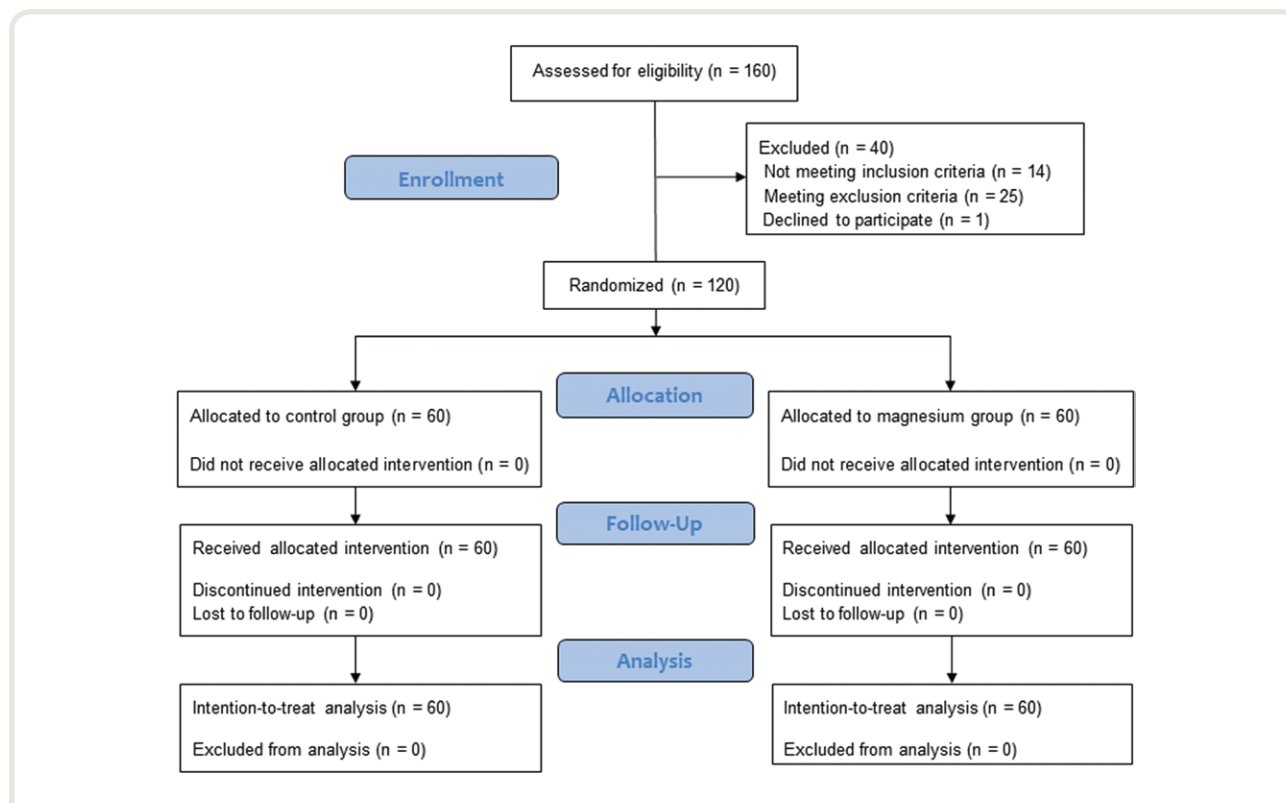 Assessed for eligibility (n = 160)
Excluded (n = 40)
Not meeting inclusion criteria (n = 14)
Meeting exclusion criteria (n = 25)
Declined to participate (n = 1)
Enrollment
Randomized (n = 120)
Allocation
Allocated to control group (n = 60)
Did not receive allocated intervention (n = 0)
Allocated to magnesium group (n = 60)
Did not receive allocated intervention (n = 0)
Follow-Up
Received allocated intervention (n = 60)
Discontinued intervention (n = 0)
Lost to follow-up (n = 0)
Received allocated intervention (n = 60)
Discontinued intervention (n = 0)
Lost to follow-up (n = 0)
Analysis
Intention-to-treat analysis (n = 60)
Excluded from analysis (n = 0)
Intention-to-treat analysis (n = 60)
Excluded from analysis (n = 0)